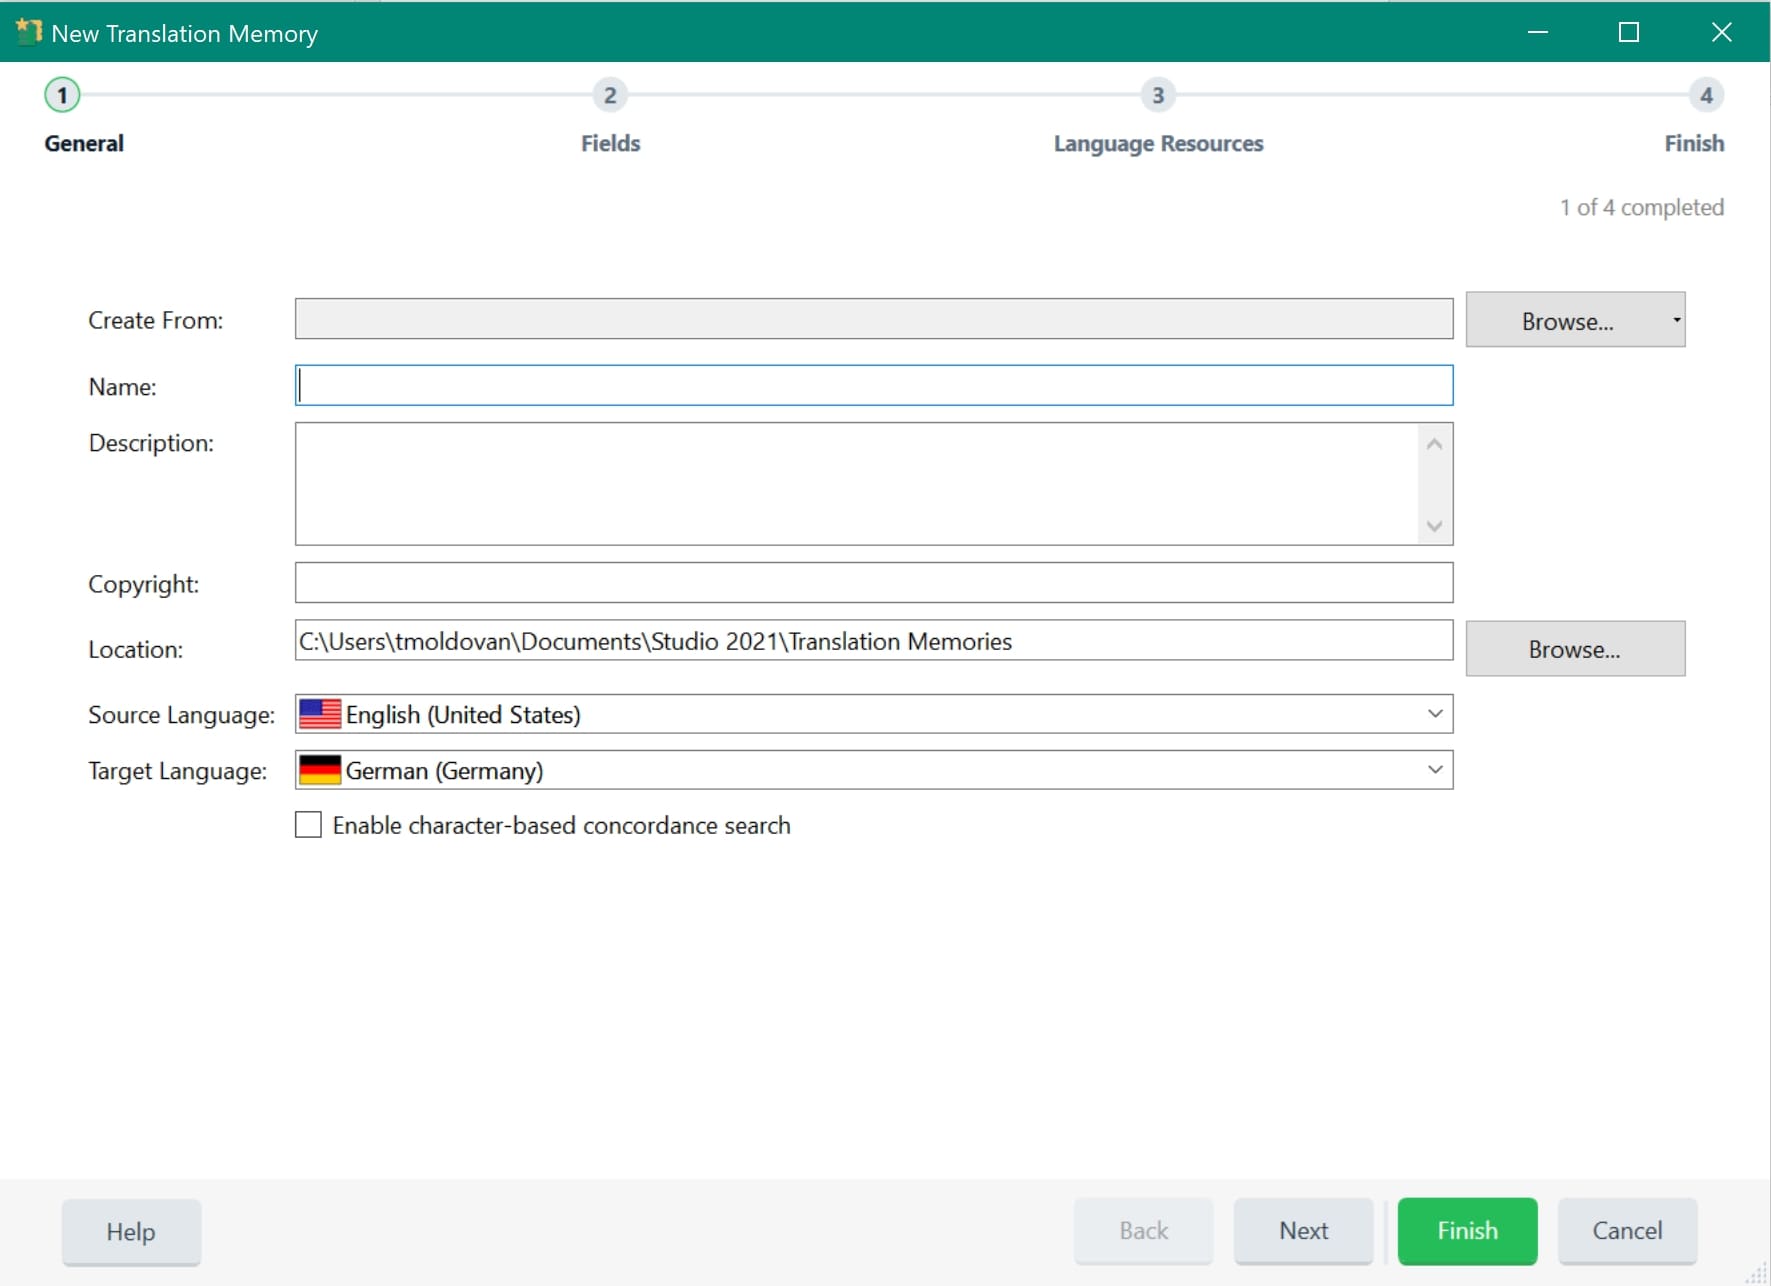 New Translation Memory
1 2 3 4
General Fields Language Resources Finish
1 of 4 completed
Create From: Browse...
Name:
Description:
Copyright:
Location: C:\Users\tmoldovan\Documents\Studio 2021\Translation Memories Browse...
Source Language: English (United States)
Target Language: German (Germany)
Enable character-based concordance search
Help Back Next Finish Cancel